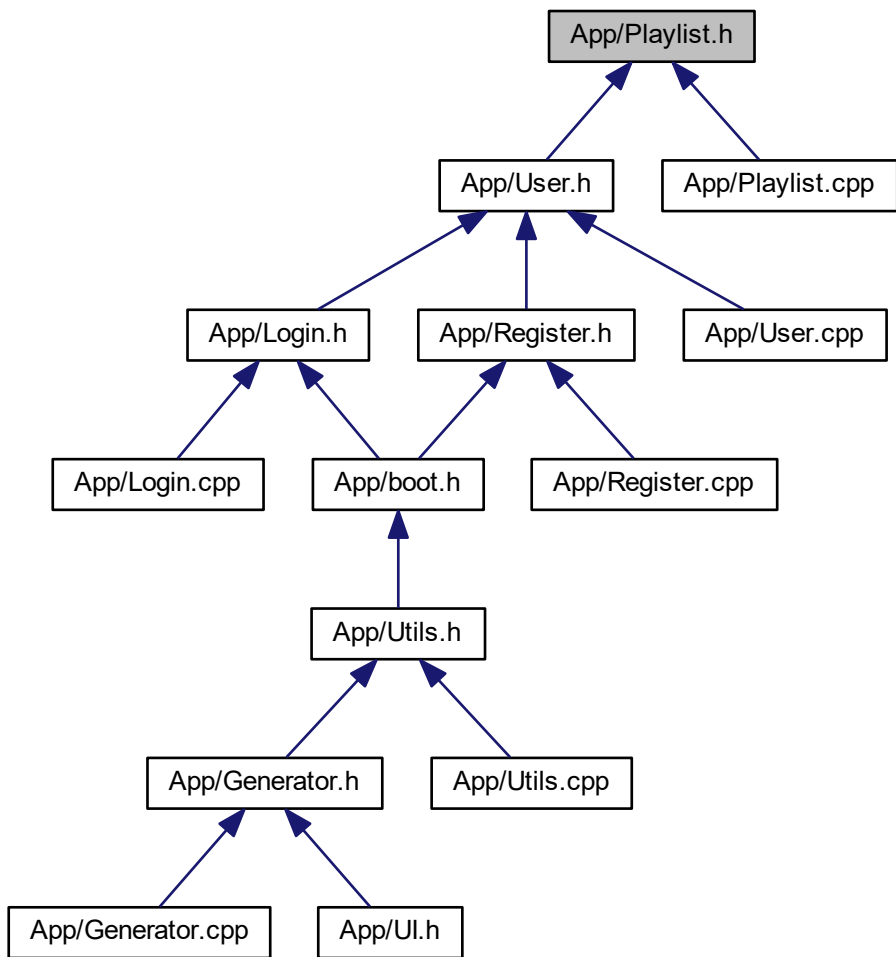 App/Playlist.h
App/User.h
App/Playlist.cpp
App/Login.h
App/Register.h
App/User.cpp
App/Login.cpp
App/boot.h
App/Register.cpp
App/Utils.h
App/Generator.h
App/Utils.cpp
App/Generator.cpp
App/UI.h